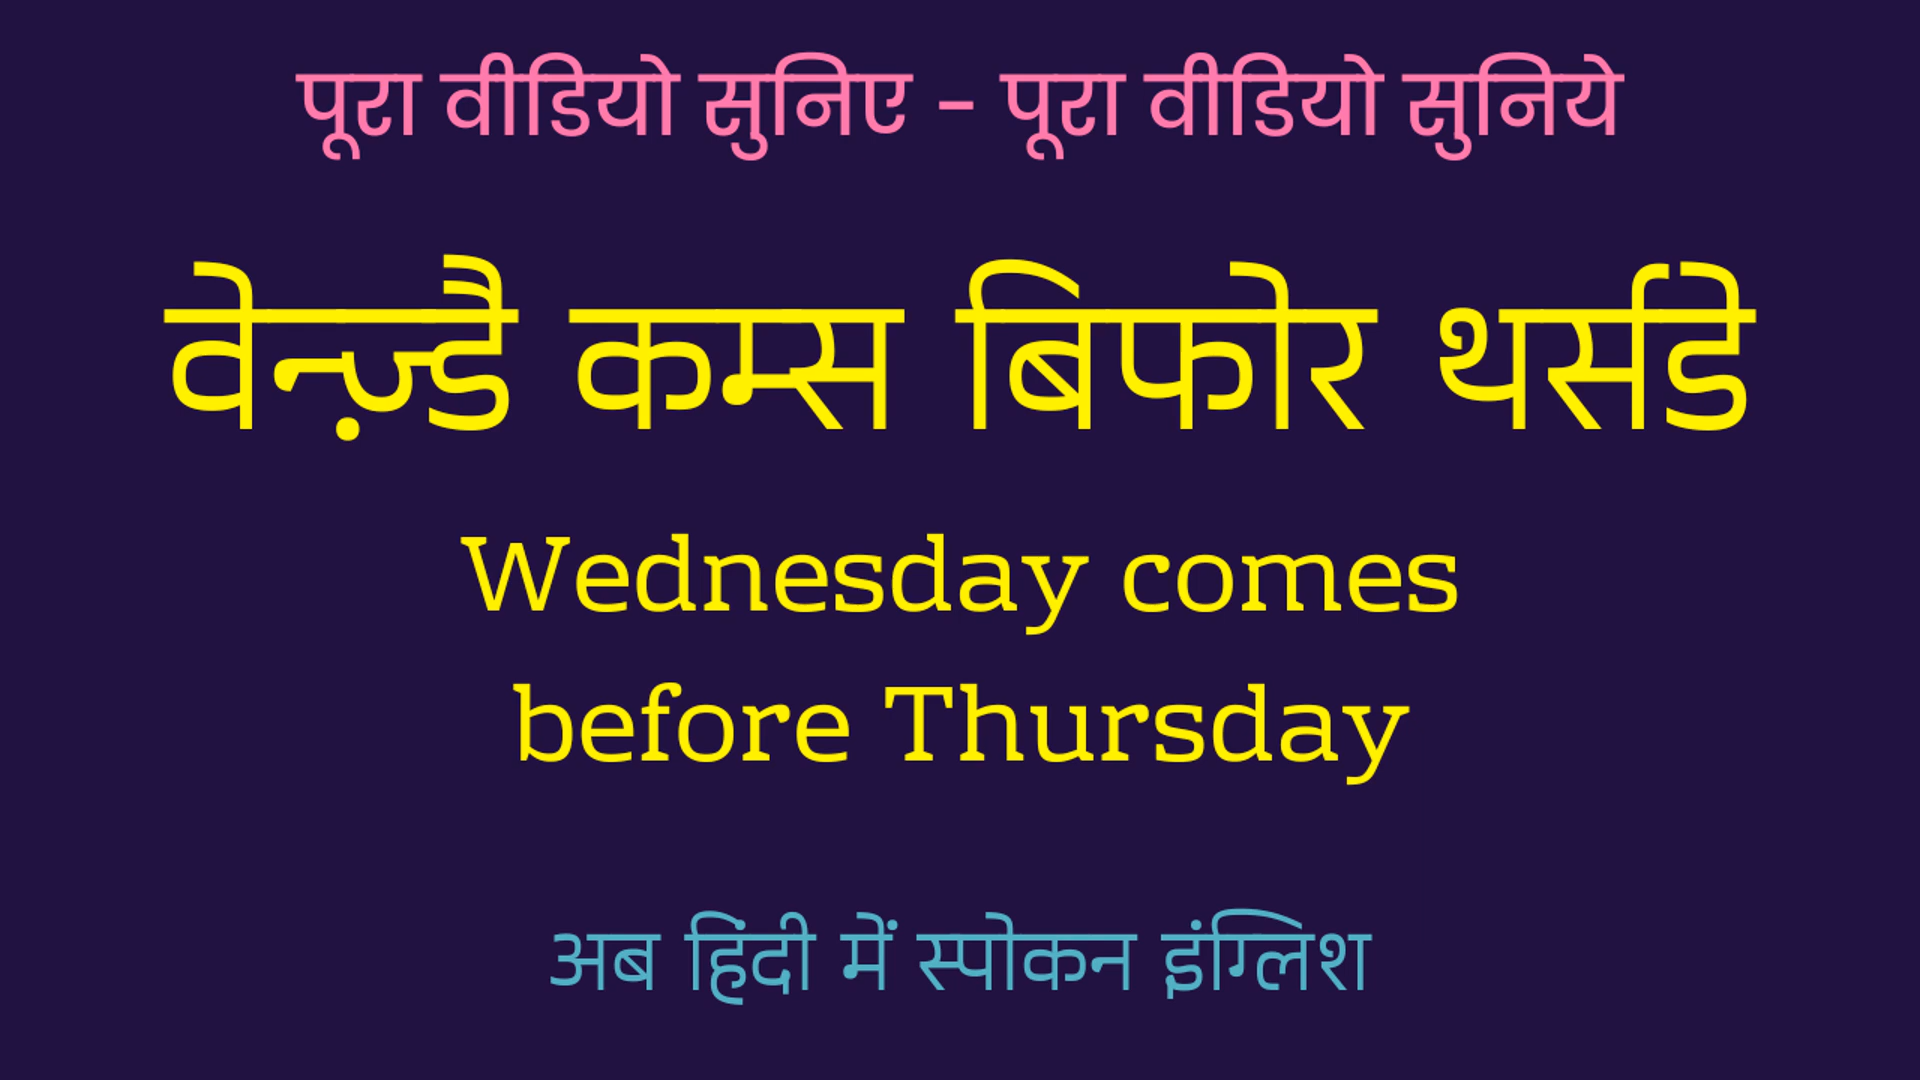 पूरा वीडियो सुनिए - पूरा वीडियो सुनिये
वेन्ज़्डै कम्स बिफोर थर्सडे
Wednesday comes
before Thursday
अब हिंदी में स्पोकन इंग्लिश